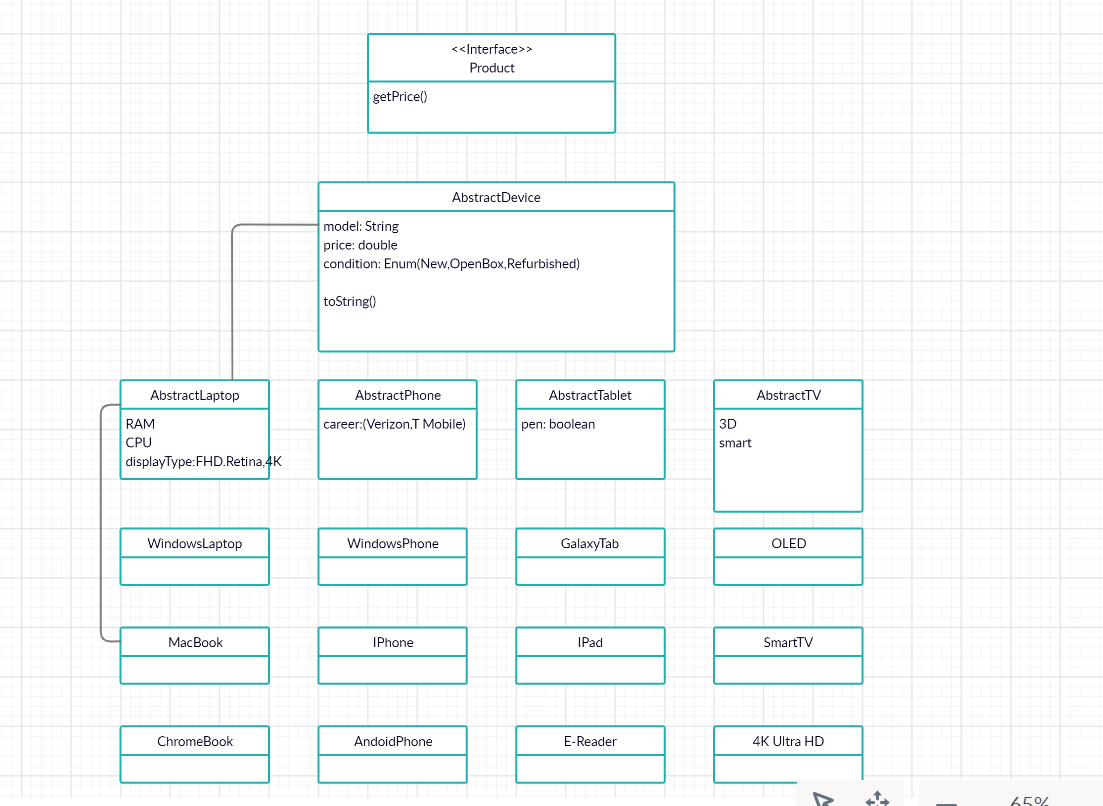 <<Interface>>
Product
getPrice()
AbstractDevice
model: String
price: double
condition: Enum(New,OpenBox,Refurbished)
toString()
AbstractLaptop
RAM
CPU
displayType:FHD.Retina,4K
AbstractPhone
career:(Verizon,T Mobile)
AbstractTablet
pen: boolean
AbstractTV
3D
smart
WindowsLaptop
WindowsPhone
GalaxyTab
OLED
MacBook
IPhone
IPad
SmartTV
ChromeBook
AndoidPhone
E-Reader
4K Ultra HD
65%